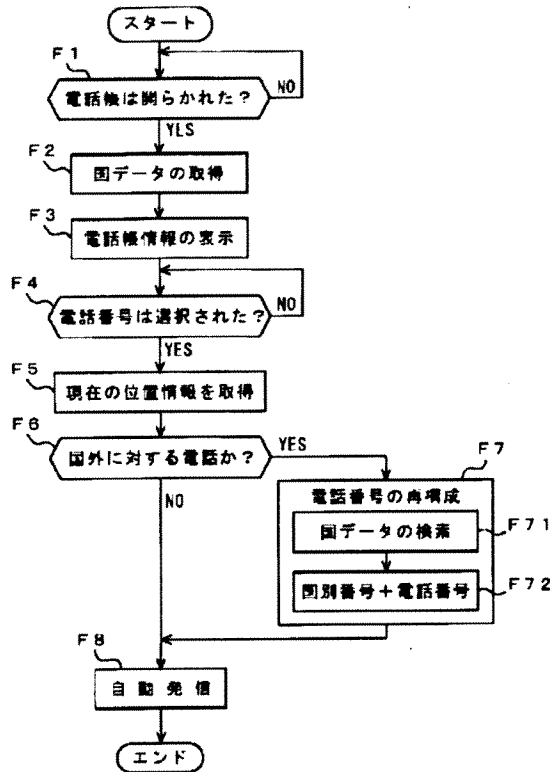 スタート
F1
電話帳は開らかれた?
NO
YES
F2
国データの取得
F3
電話帳情報の表示
F4
電話番号は選択された?
NO
YES
F5
現在の位置情報を取得
F6
国外に対する電話か?
YES
NO
F7
電話番号の再構成
国データの検索
F71
国別番号+電話番号
F72
F8
自動発信
エンド